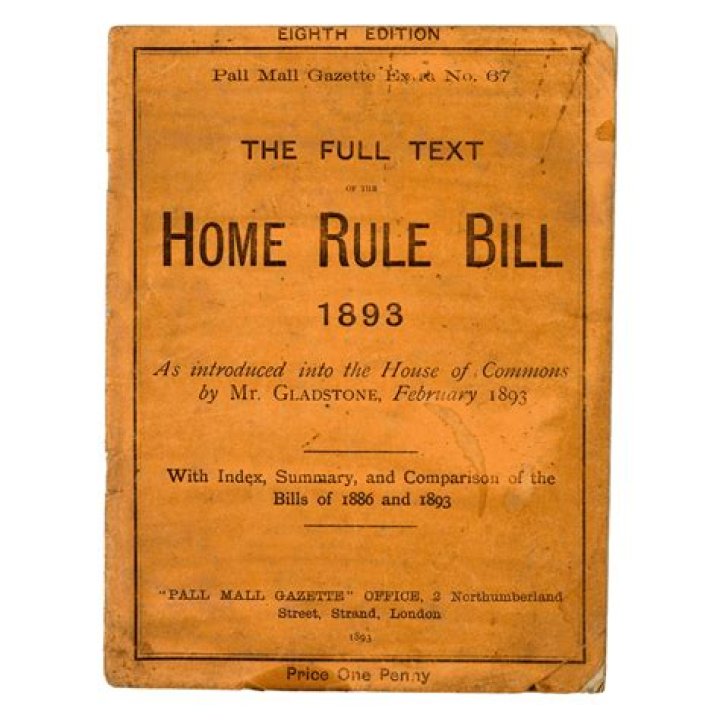 EIGHTH EDITION
Pall Mall Gazette Extra No. 67
THE FULL TEXT
OF THE
HOME RULE BILL
1893
As introduced into the House of Commons
by MR. GLADSTONE, February 1893
With Index, Summary, and Comparison of the
Bills of 1886 and 1893
"PALL MALL GAZETTE" OFFICE, 2 Northumberland
Street, Strand, London
1893
Price One Penny